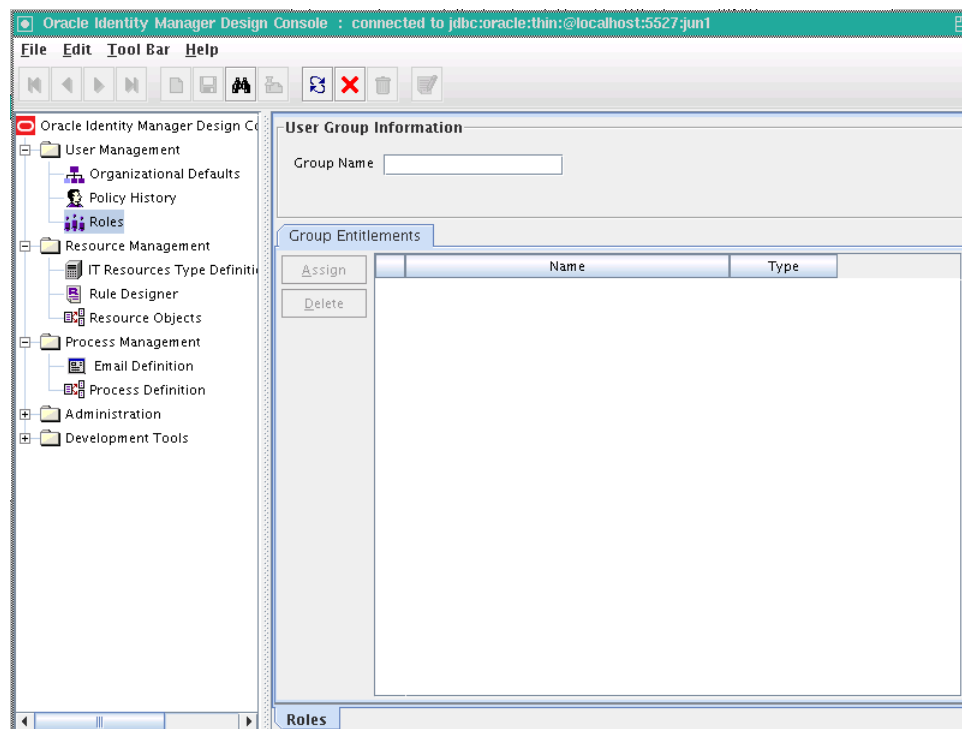 Oracle Identity Manager Design Console : connected to jdbc:oracle:thin:@localhost:5527:jun1
File Edit Tool Bar Help
Oracle Identity Manager Design
User Management
Organizational Defaults
Policy History
Roles
Resource Management
IT Resources Type Definiti
Rule Designer
Resource Objects
Process Management
Email Definition
Process Definition
Administration
Development Tools
User Group Information
Group Name
Group Entitlements
Assign
Delete
Name Type
Roles